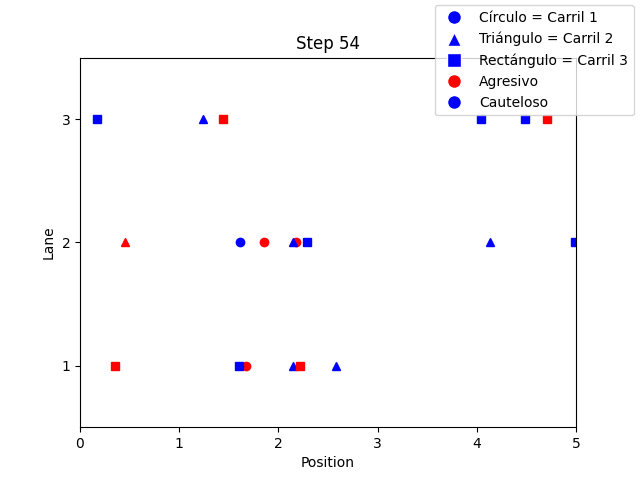 Step 54
Círculo = Carril 1
Triángulo = Carril 2
Rectángulo = Carril 3
Agresivo
Cauteloso
Lane
3
2
1
0 1 2 3 4 5
Position